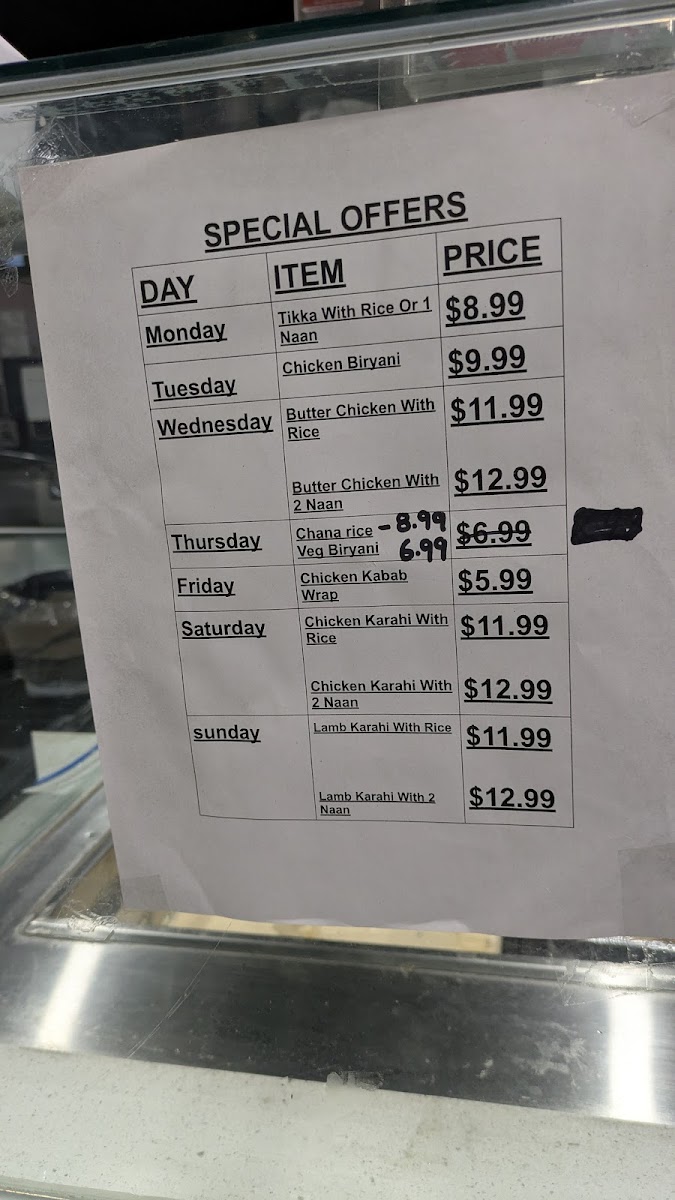 SPECIAL OFFERS
DAY ITEM PRICE
Monday Tikka With Rice Or 1 Naan $8.99
Tuesday Chicken Biryani $9.99
Wednesday Butter Chicken With Rice $11.99
Butter Chicken With 2 Naan $12.99
Thursday Chana rice - 8.99 $6.99
Veg Biryani 6.99
Friday Chicken Kabab Wrap $5.99
Saturday Chicken Karahi With Rice $11.99
Chicken Karahi With 2 Naan $12.99
sunday Lamb Karahi With Rice $11.99
Lamb Karahi With 2 Naan $12.99